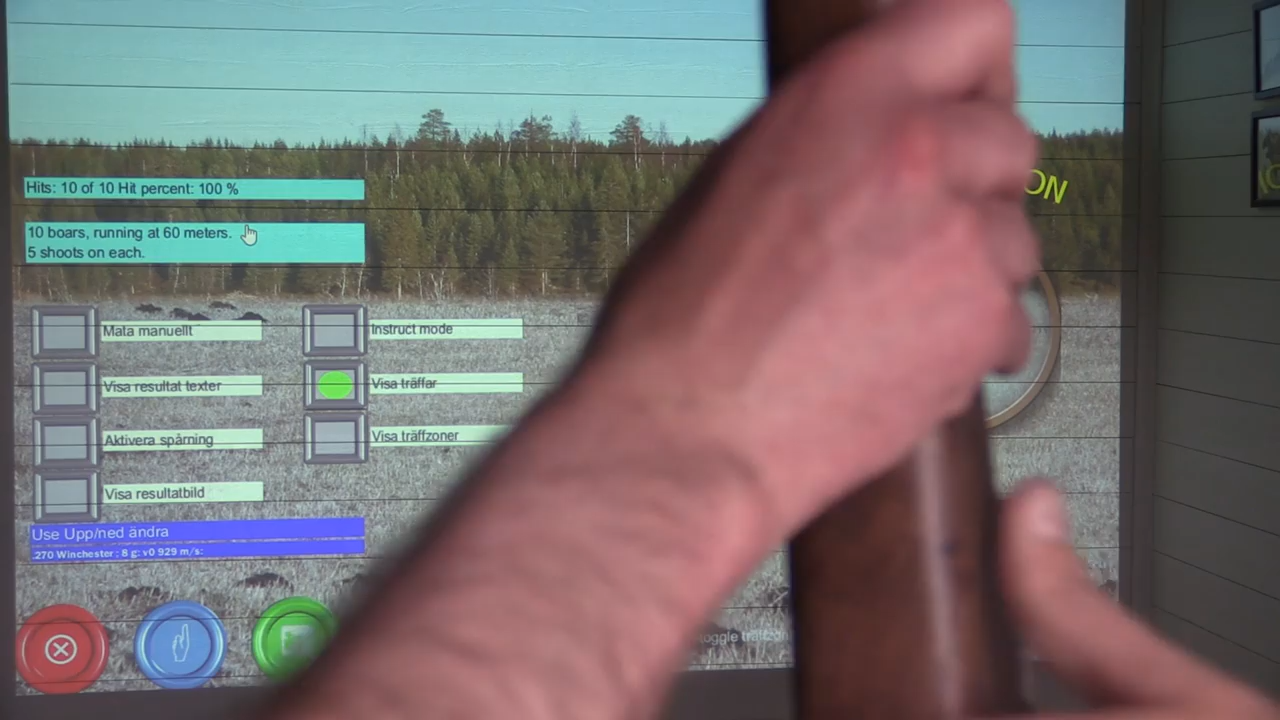 Hits: 10 of 10 Hit percent: 100 %
10 boars, running at 60 meters.
5 shoots on each.
ON
Mata manuellt
Instruct mode
Visa resultat texter
Visa träffar
Aktivera spårning
Visa träffzoner
Visa resultatbild
Use Upp/ned ändra
.270 Winchester : 8 g: v0 929 m/s:
toggle